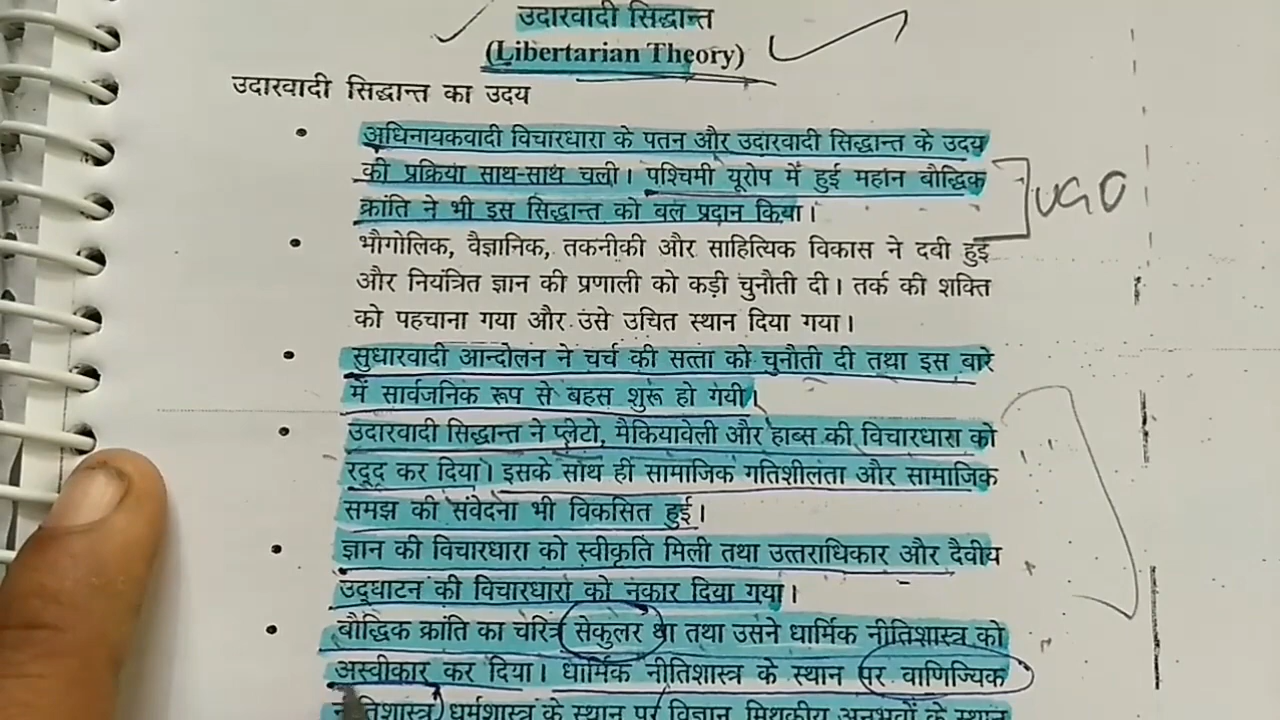 उदारवादी सिद्धान्त
(Libertarian Theory)
उदारवादी सिद्धान्त का उदय
• अधिनायकवादी विचारधारा के पतन और उदारवादी सिद्धान्त के उदय
की प्रक्रिया साथ-साथ चली। पश्चिमी यूरोप में हुई महान बौद्धिक
क्रांति ने भी इस सिद्धान्त को बल प्रदान किया।
• भौगोलिक, वैज्ञानिक, तकनीकी और साहित्यिक विकास ने दबी हुई
और नियंत्रित ज्ञान की प्रणाली को कड़ी चुनौती दी। तर्क की शक्ति
को पहचाना गया और उसे उचित स्थान दिया गया।
• सुधारवादी आन्दोलन ने चर्च की सत्ता को चुनौती दी तथा इस बारे
में सार्वजनिक रूप से बहस शुरू हो गयी।
• उदारवादी सिद्धान्त ने प्लेटो, मैकियावेली और हाब्स की विचारधारा को
रद्द कर दिया। इसके साथ ही सामाजिक गतिशीलता और सामाजिक
समझ की संवेदना भी विकसित हुई।
• ज्ञान की विचारधारा को स्वीकृति मिली तथा उत्तराधिकार और दैवीय
उद्घाटन की विचारधारा को नकार दिया गया।
• बौद्धिक क्रांति का चरित्र सेकुलर था तथा उसने धार्मिक नीतिशास्त्र को
अस्वीकार कर दिया। धार्मिक नीतिशास्त्र के स्थान पर वाणिज्यिक
नीतिशास्त्र, धर्मशास्त्र के स्थान पर विज्ञान, मिथकीय अनुभवों के स्थान